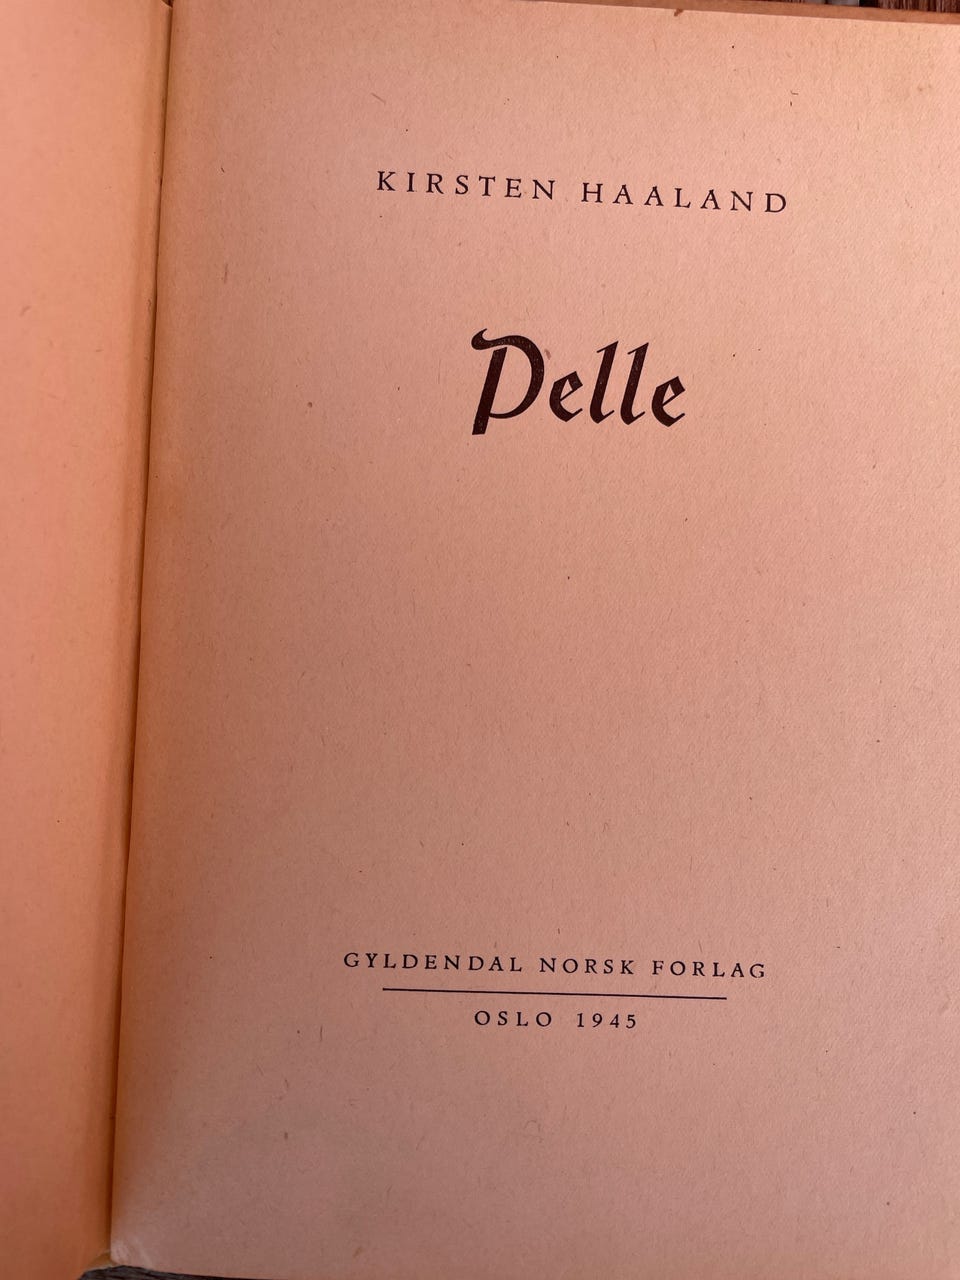 KIRSTEN HAALAND
Pelle
GYLDENDAL NORSK FORLAG
OSLO 1945